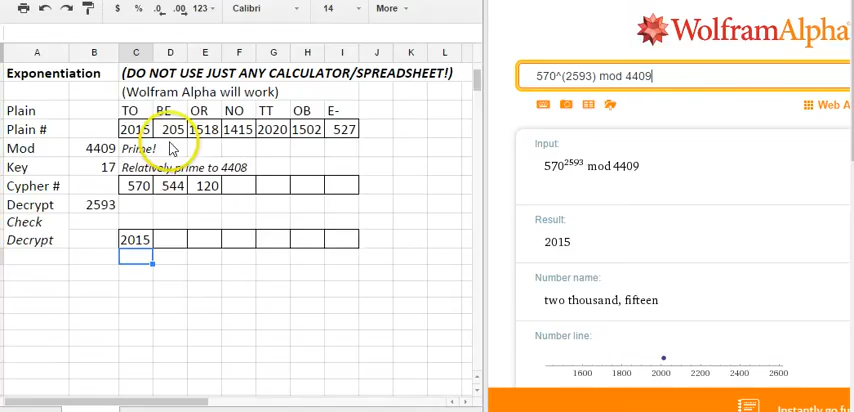 $ % .0 .00 123 Calibri 14 More
A B C D E F G H I J K L
Exponentiation (DO NOT USE JUST ANY CALCULATOR/SPREADSHEET!)
(Wolfram Alpha will work)
Plain TO BE OR NO TT OB E-
Plain # 2015 205 1518 1415 2020 1502 527
Mod 4409 Prime!
Key 17 Relatively prime to 4408
Cypher # 570 544 120
Decrypt 2593
Check
Decrypt 2015
WolframAlpha
570^(2593) mod 4409
Web A
Input:
570^2593 mod 4409
Result:
2015
Number name:
two thousand, fifteen
Number line:
1600 1800 2000 2200 2400 2600
Instantly go fu